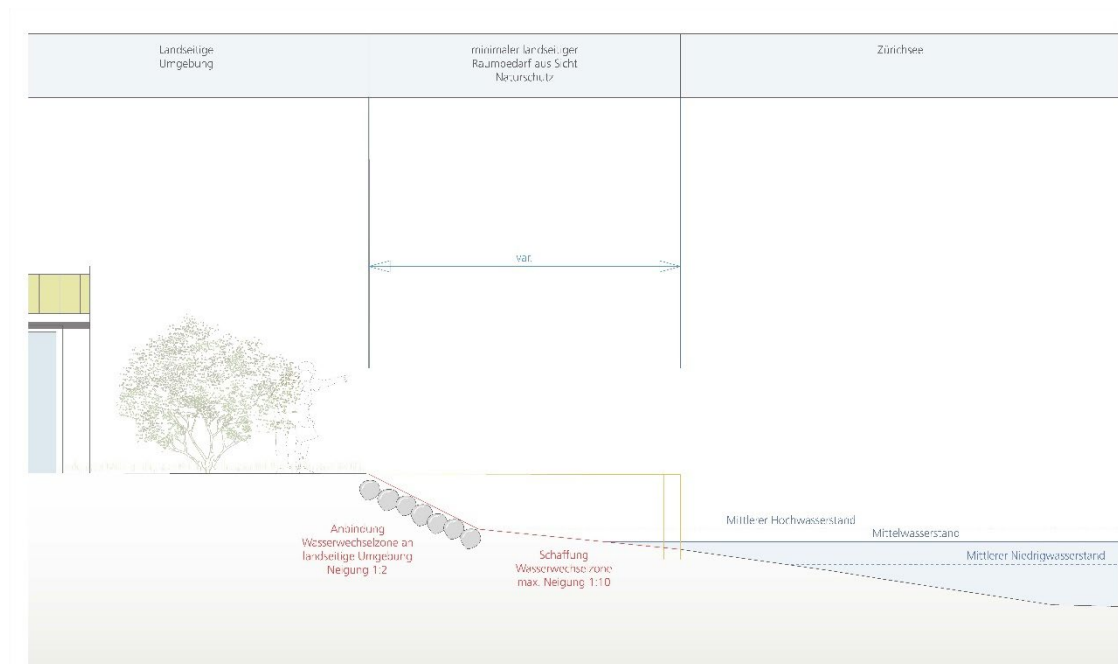 Landseitige
Umgebung
minimaler landseitiger
Raumbedarf aus Sicht
Naturschutz
Zürichsee
var.
Mittlerer Hochwasserstand
Mittelwasserstand
Mittlerer Niedrigwasserstand
Anbindung
Wasserwechselzone an
landseitige Umgebung
Neigung 1:2
Schaffung
Wasserwechselzone
max. Neigung 1:10